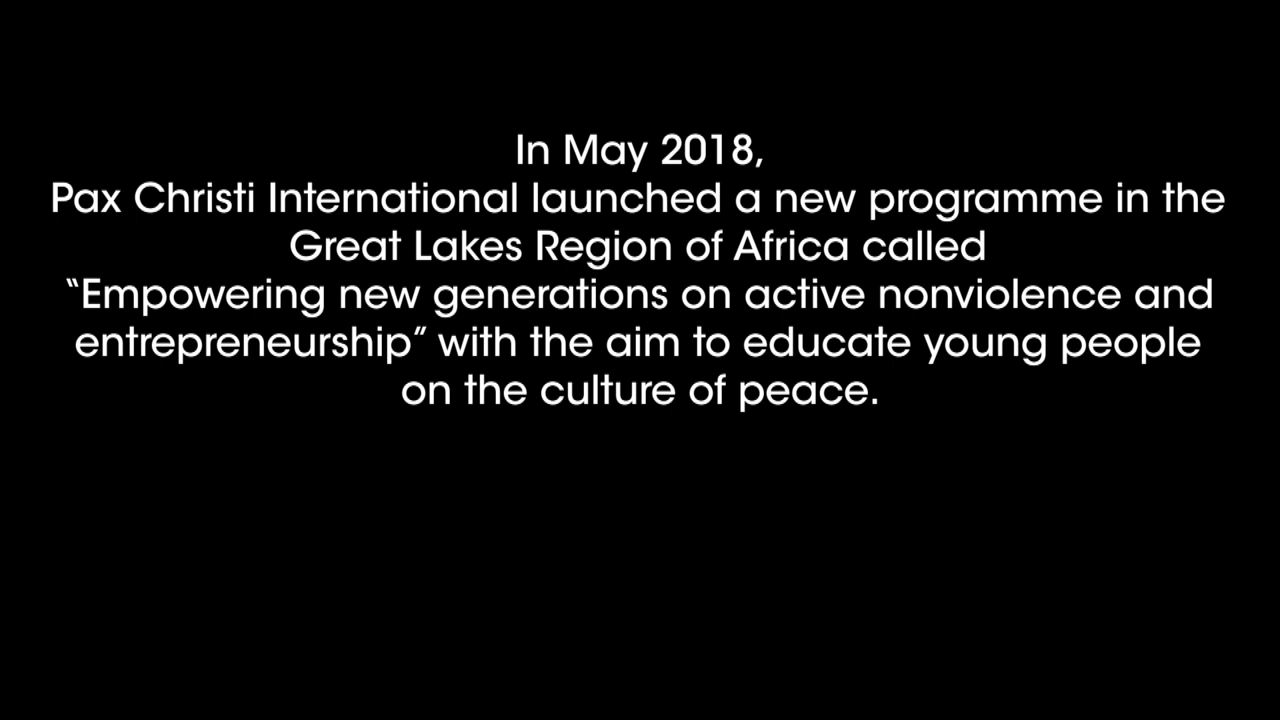 In May 2018,
Pax Christi International launched a new programme in the
Great Lakes Region of Africa called
“Empowering new generations on active nonviolence and
entrepreneurship” with the aim to educate young people
on the culture of peace.